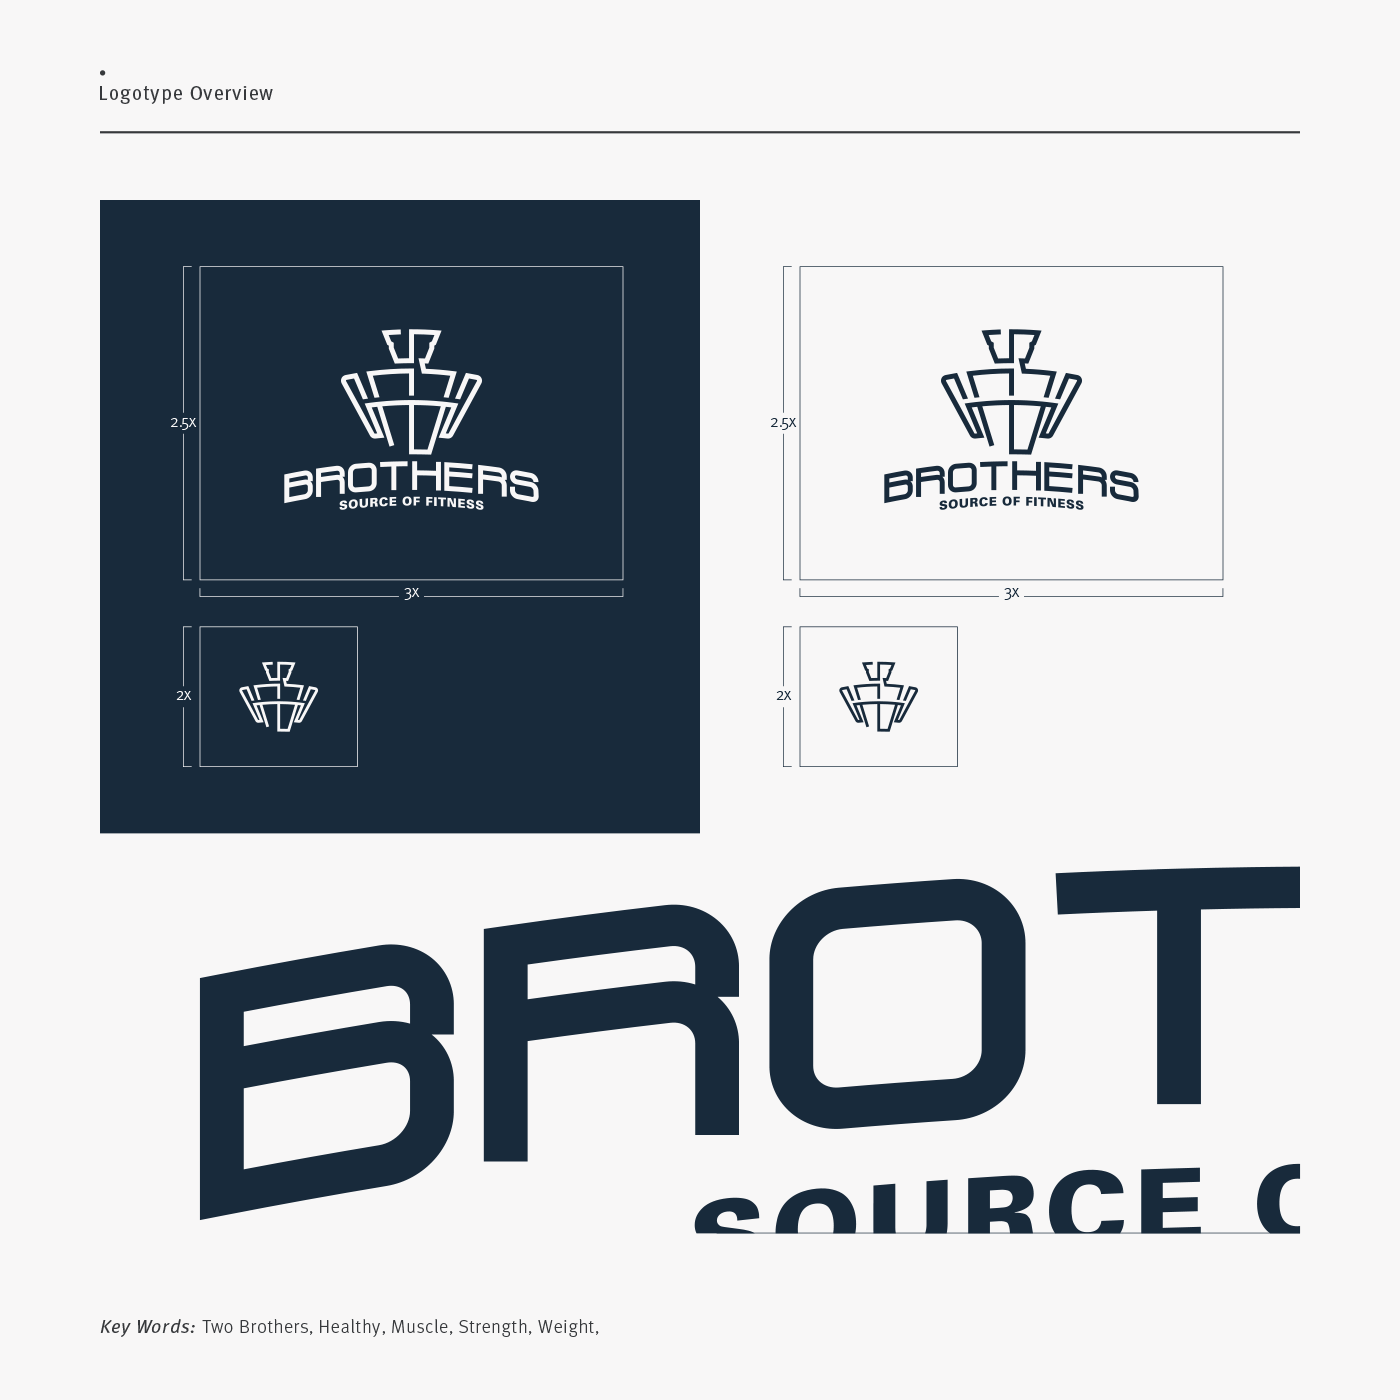 Logotype Overview
2.5x
BROTHERS
SOURCE OF FITNESS
3x
2x
2.5x
BROTHERS
SOURCE OF FITNESS
3x
2x
BROT
SOURCE
Key Words: Two Brothers, Healthy, Muscle, Strength, Weight,